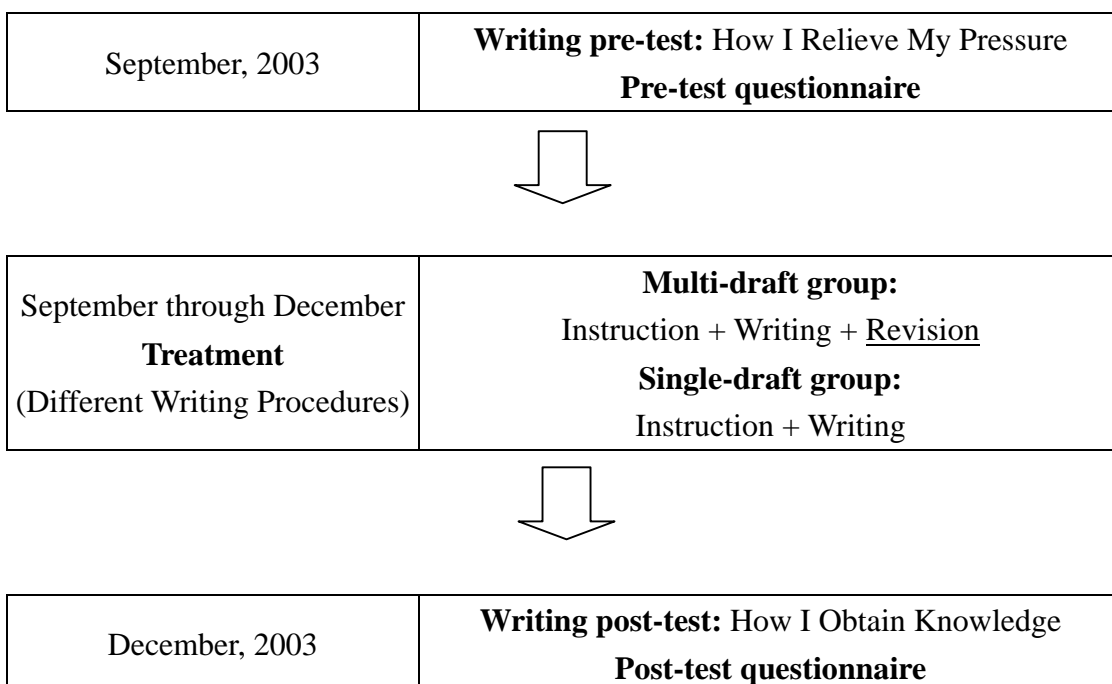 September, 2003
Writing pre-test: How I Relieve My Pressure
Pre-test questionnaire
September through December
Treatment
(Different Writing Procedures)
Multi-draft group:
Instruction + Writing + Revision
Single-draft group:
Instruction + Writing
December, 2003
Writing post-test: How I Obtain Knowledge
Post-test questionnaire